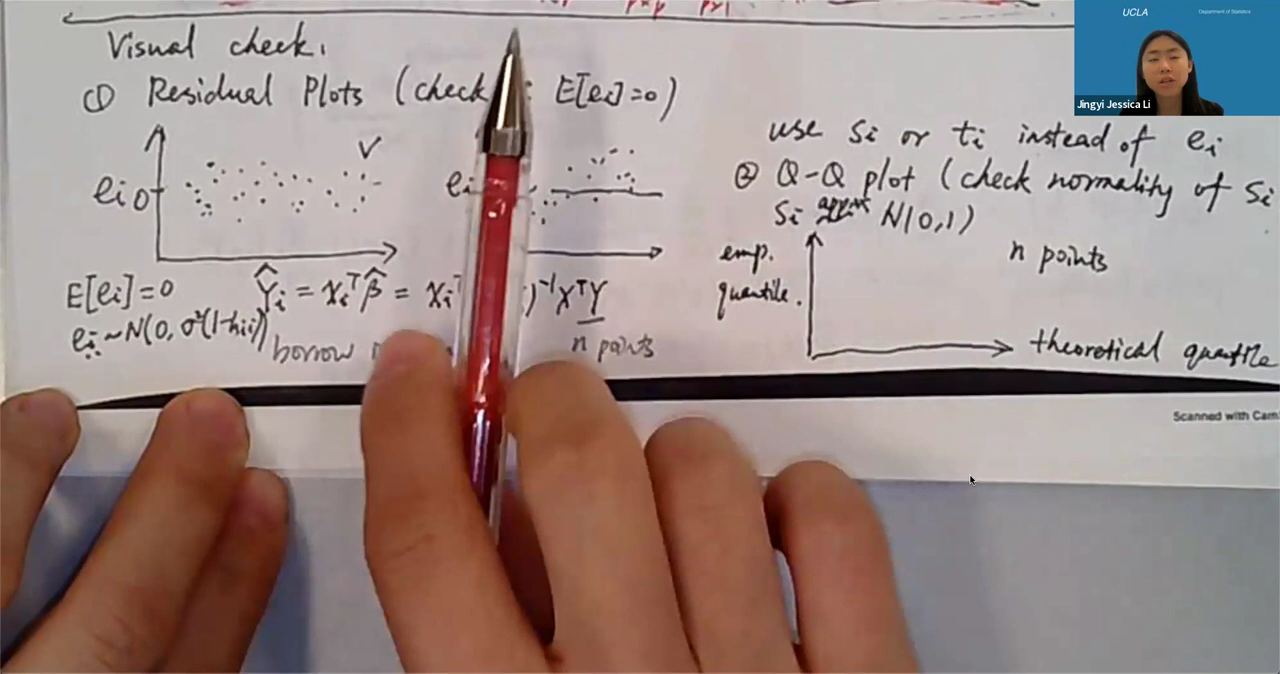 Visual check.
① Residual Plots (check : E[ei]=0)
ei 0
√
ei
E[ei]=0
Ŷi = xiᵀβ̂ = xiᵀ )⁻¹XᵀY
ei ~ N(0, σ²(1-hii))
borrow
n points
use si or ti instead of ei
② Q-Q plot (check normality of si
si approx N(0,1)
emp.
quantile.
n points
theoretical quantile
Scanned with Cam
UCLA
Department of Statistics
Jingyi Jessica Li